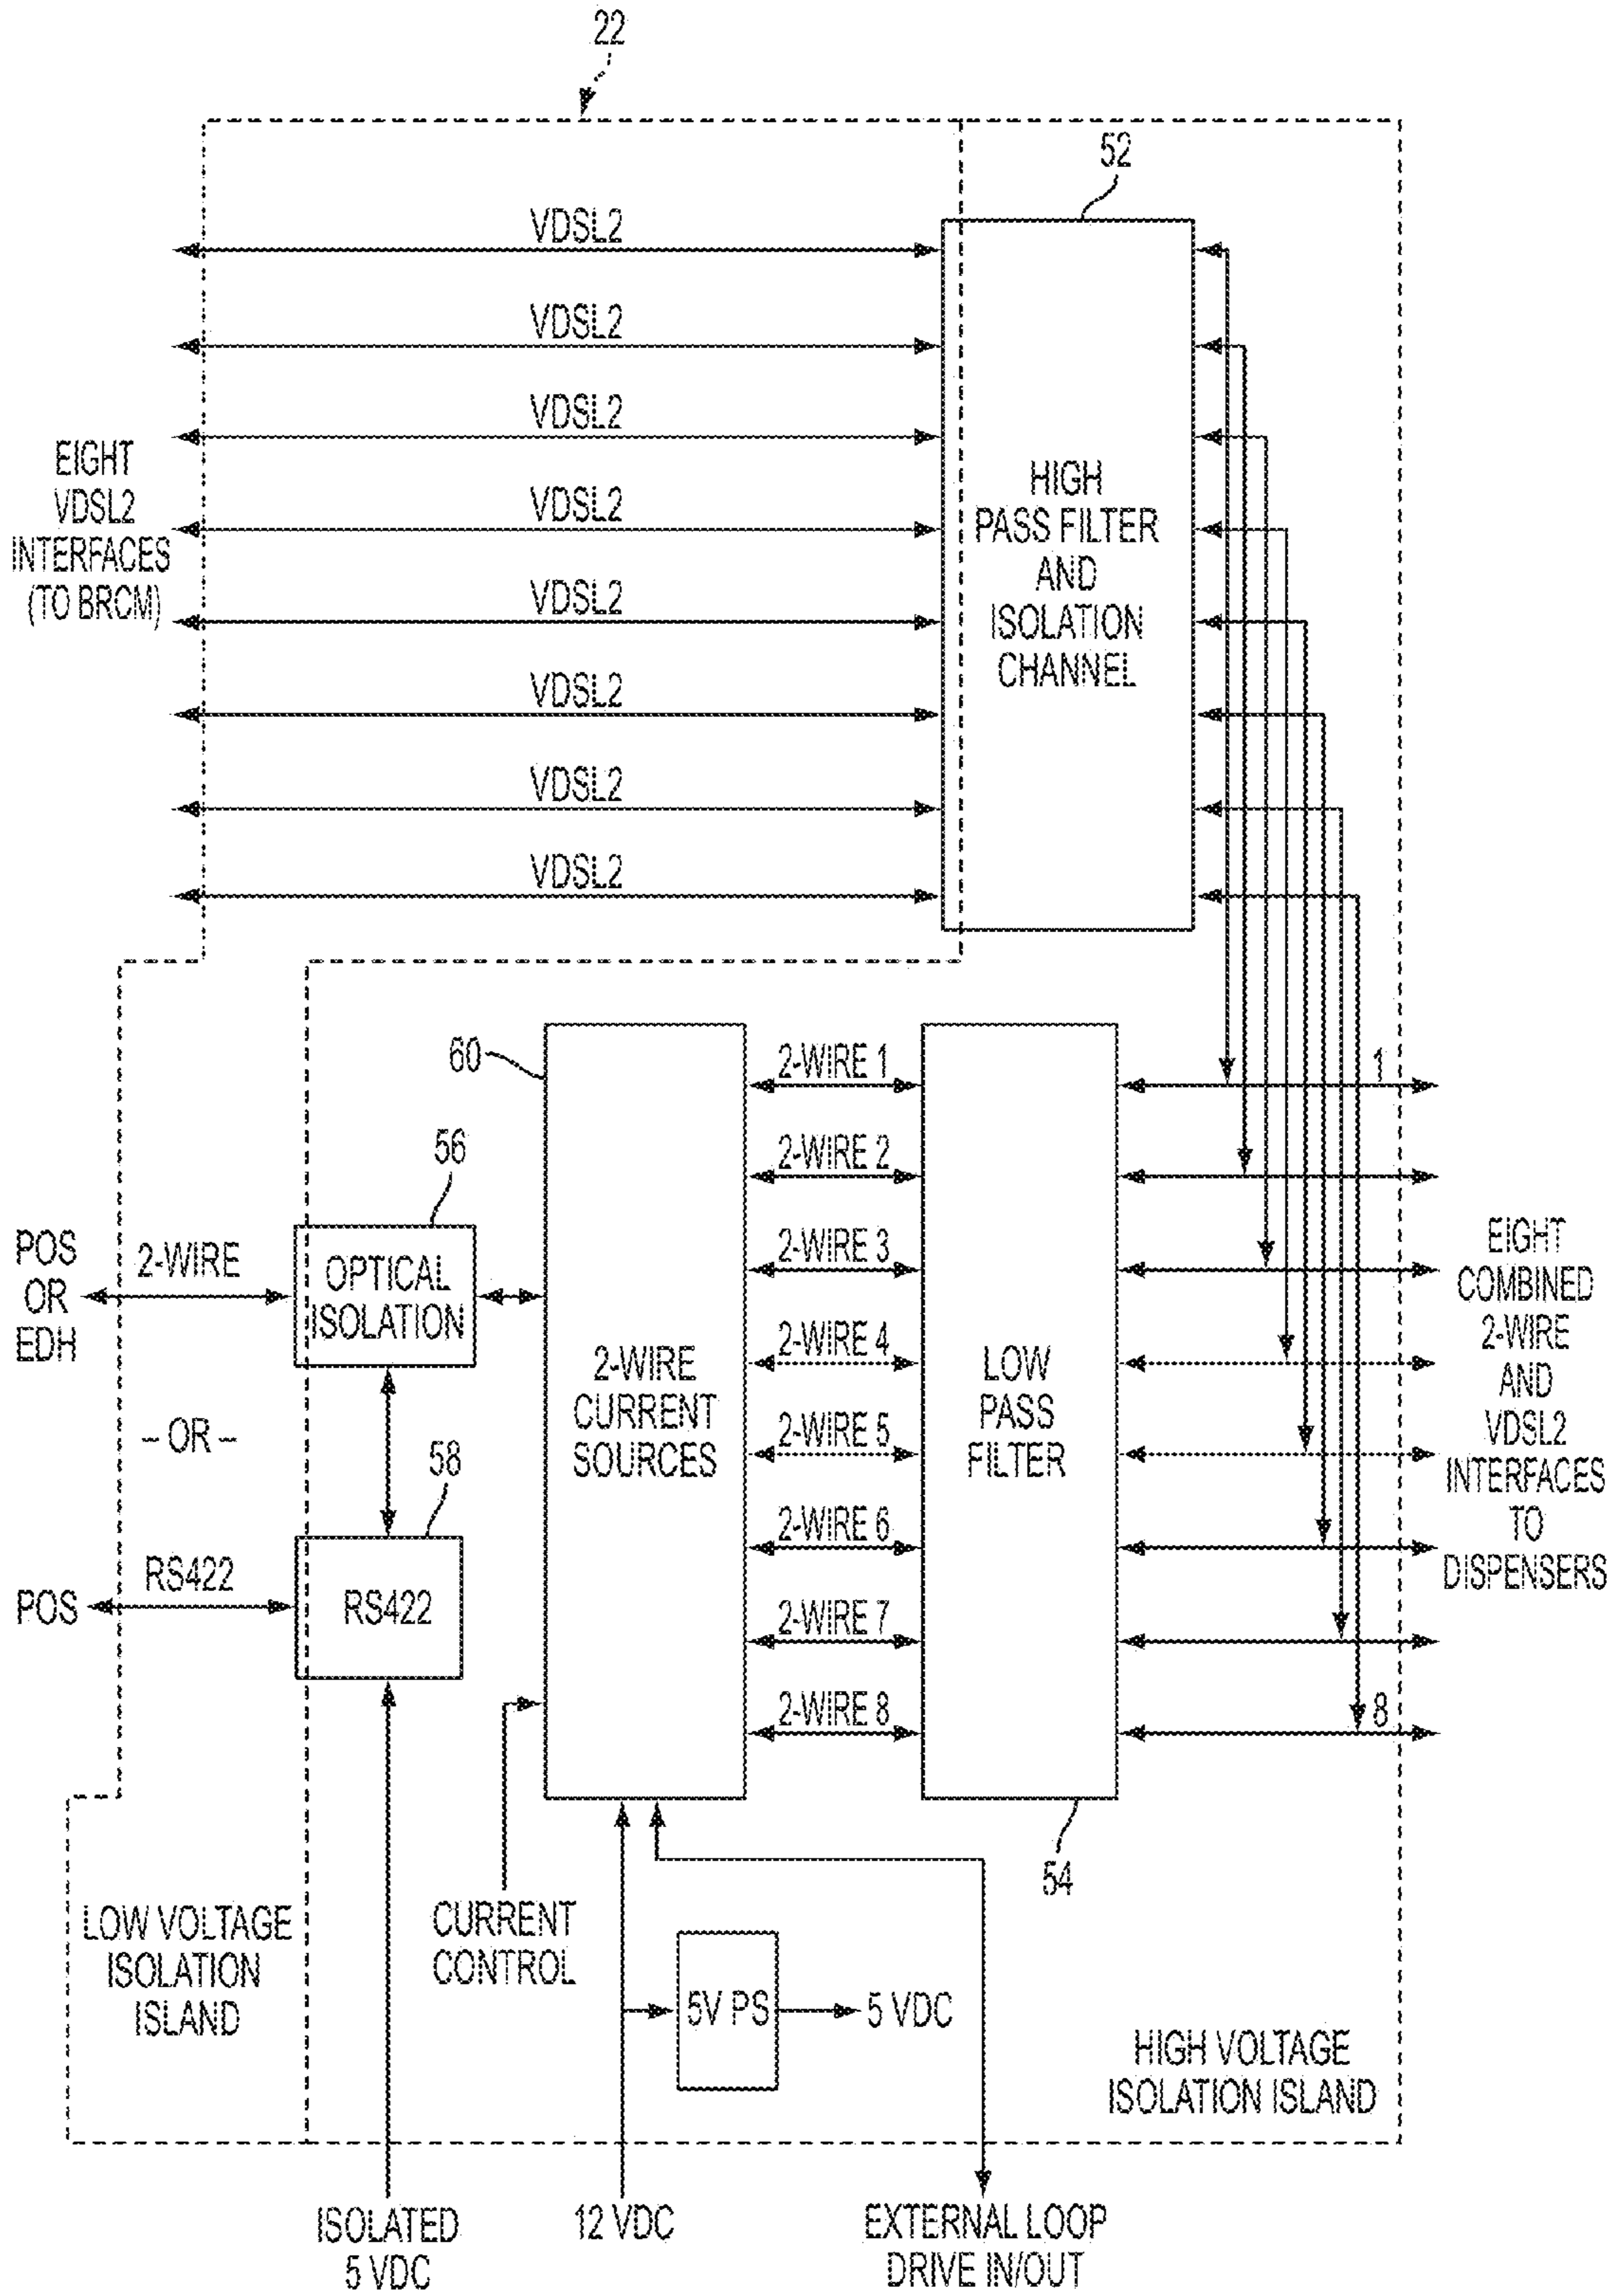 22
52
VDSL2
VDSL2
VDSL2
VDSL2
VDSL2
VDSL2
VDSL2
VDSL2
EIGHT
VDSL2
INTERFACES
(TO BRCM)
HIGH
PASS FILTER
AND
ISOLATION
CHANNEL
60
2-WIRE 1
2-WIRE 2
2-WIRE 3
2-WIRE 4
2-WIRE 5
2-WIRE 6
2-WIRE 7
2-WIRE 8
1
8
56
POS
OR
EDH
2-WIRE
OPTICAL
ISOLATION
2-WIRE
CURRENT
SOURCES
LOW
PASS
FILTER
EIGHT
COMBINED
2-WIRE
AND
VDSL2
INTERFACES
TO
DISPENSERS
– OR –
58
POS
RS422
RS422
54
LOW VOLTAGE
ISOLATION
ISLAND
CURRENT
CONTROL
5V PS
5 VDC
HIGH VOLTAGE
ISOLATION ISLAND
ISOLATED
5 VDC
12 VDC
EXTERNAL LOOP
DRIVE IN/OUT